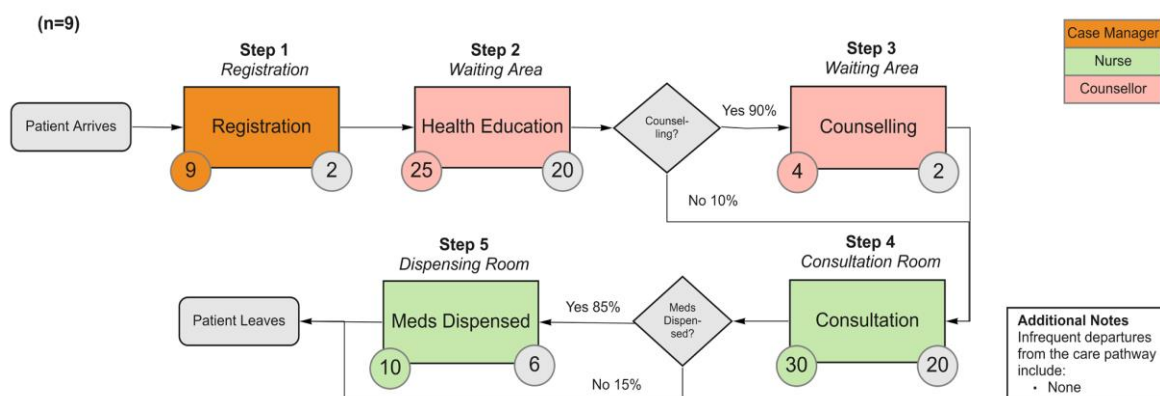 (n=9)
Case Manager
Nurse
Counsellor
Step 1
Registration
Step 2
Waiting Area
Step 3
Waiting Area
Patient Arrives
Registration
9
2
Health Education
25
20
Counsel-
ling?
Yes 90%
Counselling
4
2
No 10%
Step 5
Dispensing Room
Step 4
Consultation Room
Patient Leaves
Meds Dispensed
10
6
Yes 85%
Meds
Dispen-
sed?
No 15%
Consultation
30
20
Additional Notes
Infrequent departures
from the care pathway
include:
• None